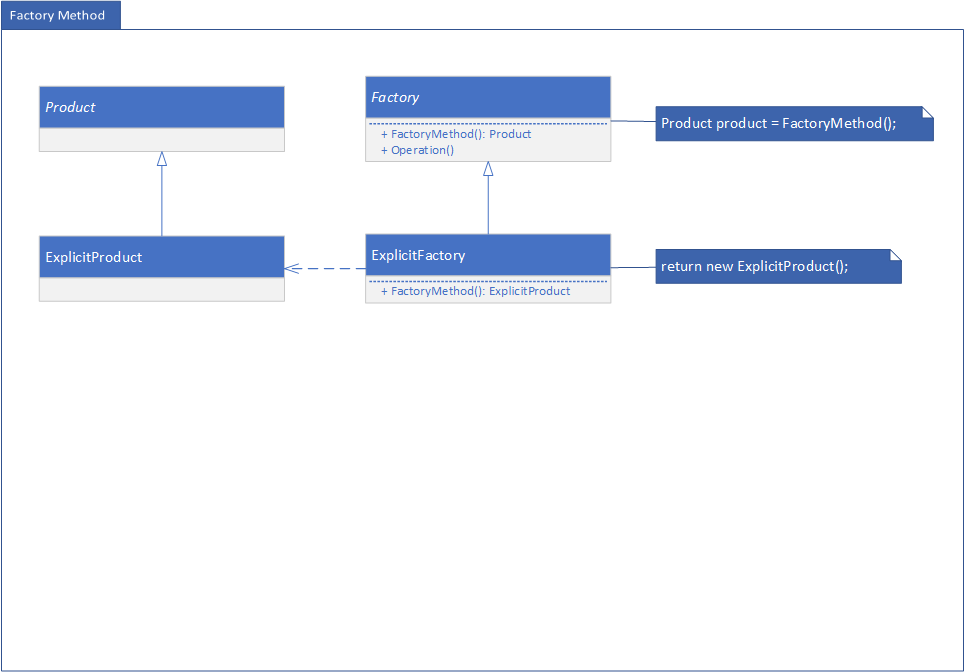 Factory Method
Product
Factory
+ FactoryMethod(): Product
+ Operation()
Product product = FactoryMethod();
ExplicitProduct
ExplicitFactory
+ FactoryMethod(): ExplicitProduct
return new ExplicitProduct();